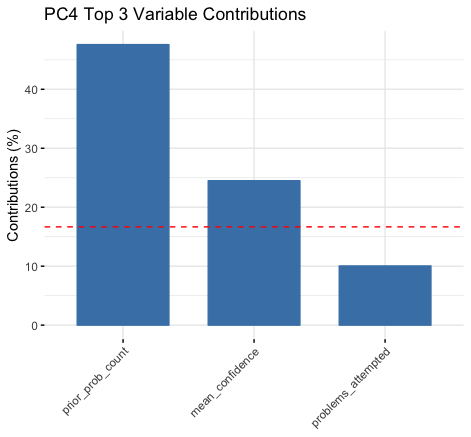 PC4 Top 3 Variable Contributions
Contributions (%)
40
30
20
10
0
prior_prob_count
mean_confidence
problems_attempted